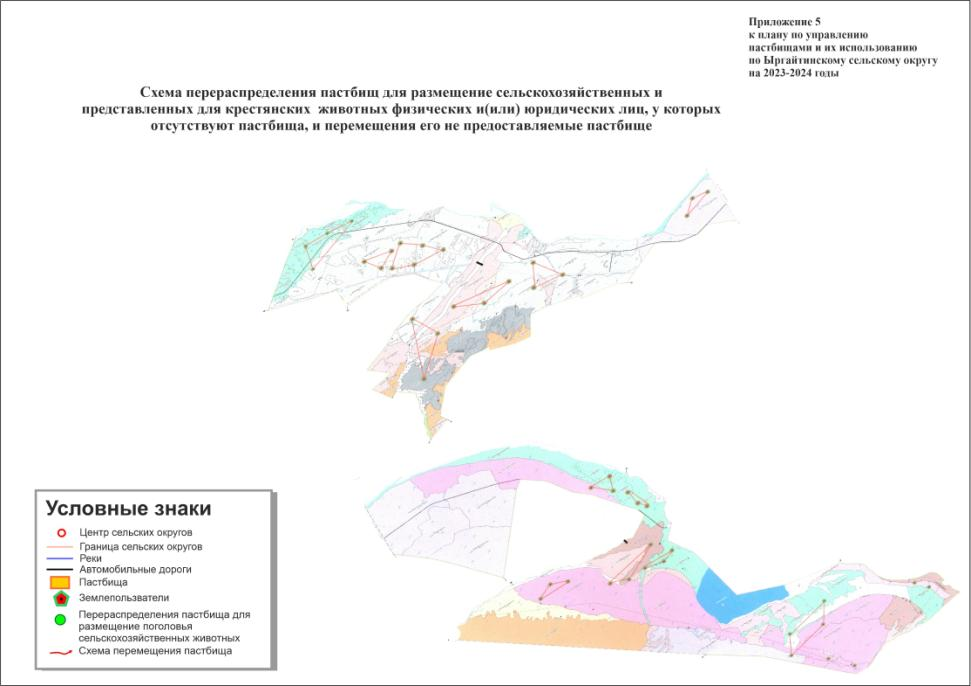 Приложение 5
к плану по управлению
пастбищами и их использованию
по Ыргайтинскому сельскому округу
на 2023-2024 годы
Схема перераспределения пастбищ для размещение сельскохозяйственных и
представленных для крестянских животных физических и(или) юридических лиц, у которых
отсутствуют пастбища, и перемещения его не предоставляемые пастбище
Условные знаки
Центр сельских округов
Граница сельских округов
Реки
Автомобильные дороги
Пастбища
Землепользватели
Перераспределения пастбища для
размещение поголовья
сельскохозяйственных животных
Схема перемещения пастбища